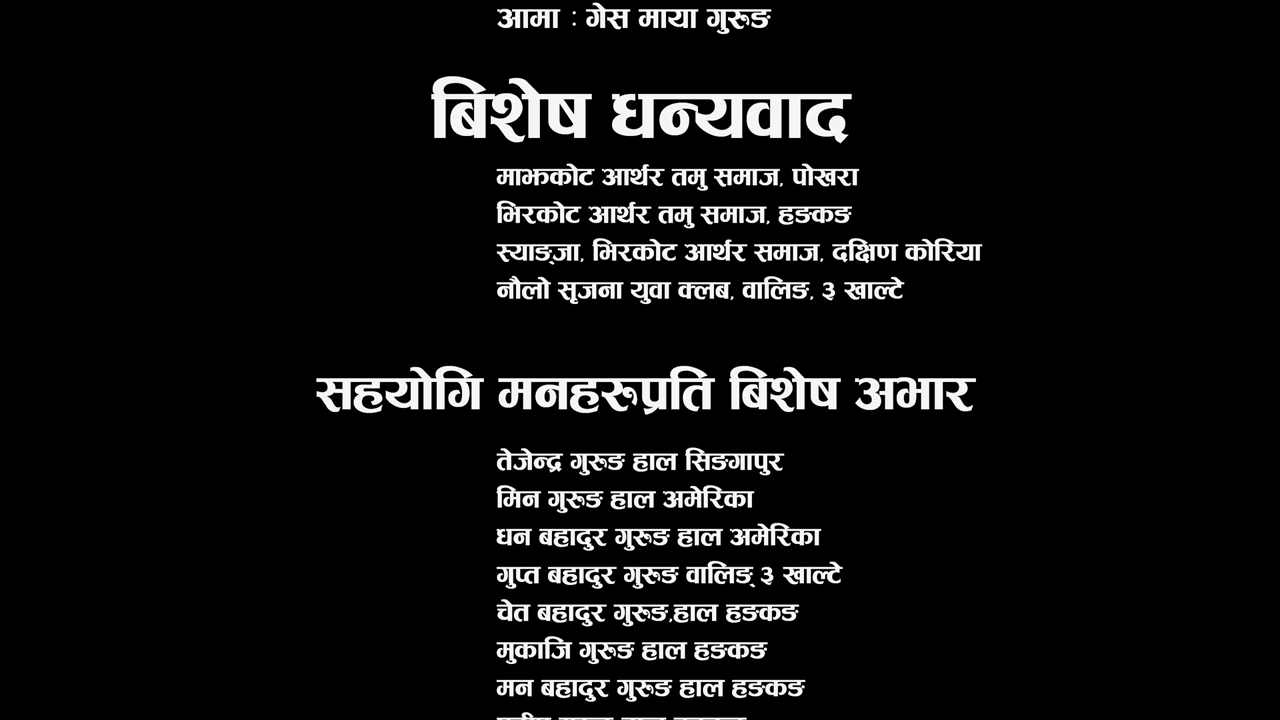 आमा : गेस माया गुरूङ
बिशेष धन्यवाद
माझकोट आर्थर तमु समाज, पोखरा
भिरकोट आर्थर तमु समाज, हङकङ
स्याङ्जा, भिरकोट आर्थर समाज, दक्षिण कोरिया
नौलो सृजना युवा क्लब, वालिङ, ३ खाल्टे
सहयोगि मनहरुप्रति बिशेष अभार
तेजेन्द्र गुरूङ हाल सिङगापुर
मिन गुरूङ हाल अमेरिका
धन बहादुर गुरूङ हाल अमेरिका
गुप्त बहादुर गुरूङ वालिङ् ३ खाल्टे
चेत बहादुर गुरूङ,हाल हङकङ
मुकाजि गुरूङ हाल हङकङ
मन बहादुर गुरूङ हाल हङकङ